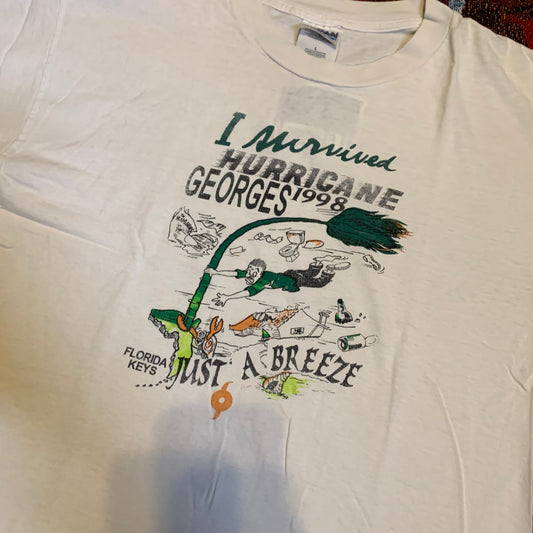 L
I survived
HURRICANE
GEORGES 1998
FLORIDA
KEYS
JUST A BREEZE